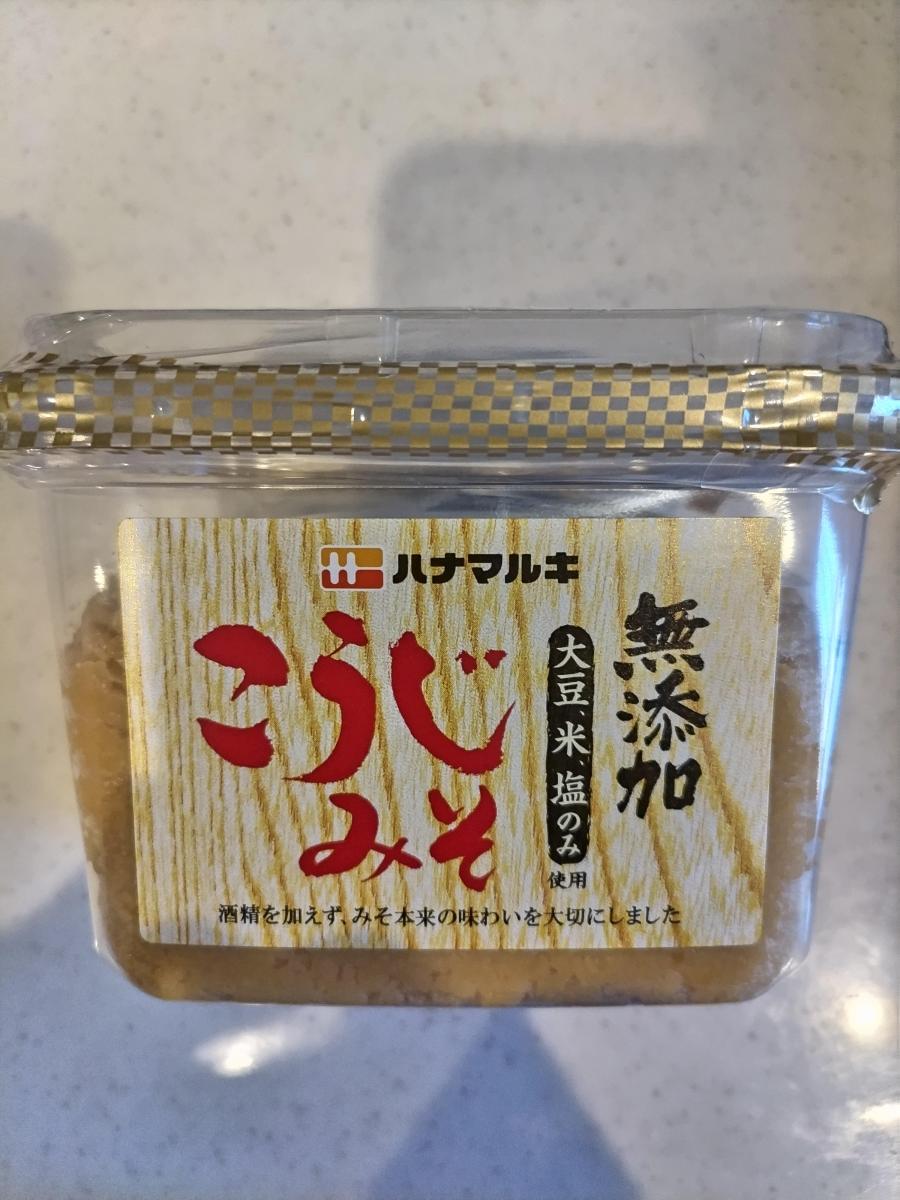 ハナマルキ
無添加
大豆、米、塩のみ
使用
こうじ
みそ
酒精を加えず、みそ本来の味わいを大切にしました